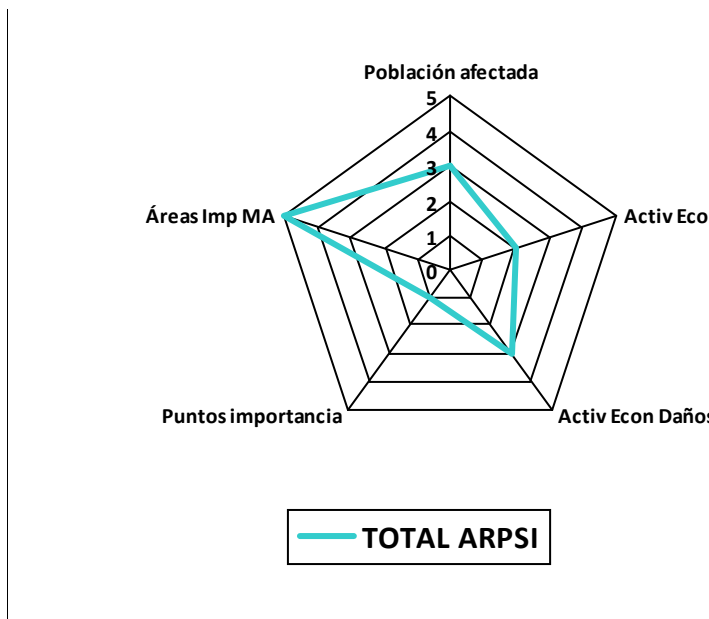 Población afectada
5
4
3
2
1
0
Áreas Imp MA
Activ Eco
Puntos importancia
Activ Econ Daños
TOTAL ARPSI